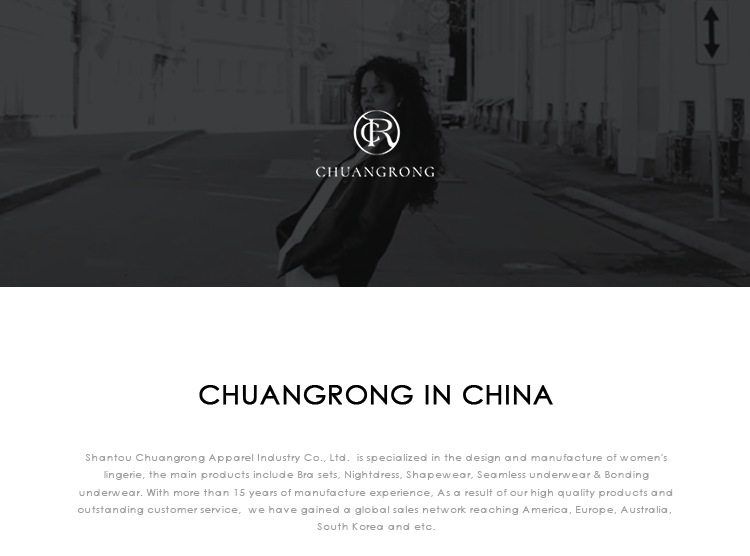 CR
CHUANGRONG
CHUANGRONG IN CHINA
Shantou Chuangrong Apparel Industry Co., Ltd.  is specialized in the design and manufacture of women's
lingerie, the main products include Bra sets, Nightdress, Shapewear, Seamless underwear & Bonding
underwear. With more than 15 years of manufacture experience, As a result of our high quality products and
outstanding customer service,  we have gained a global sales network reaching America, Europe, Australia,
South Korea and etc.